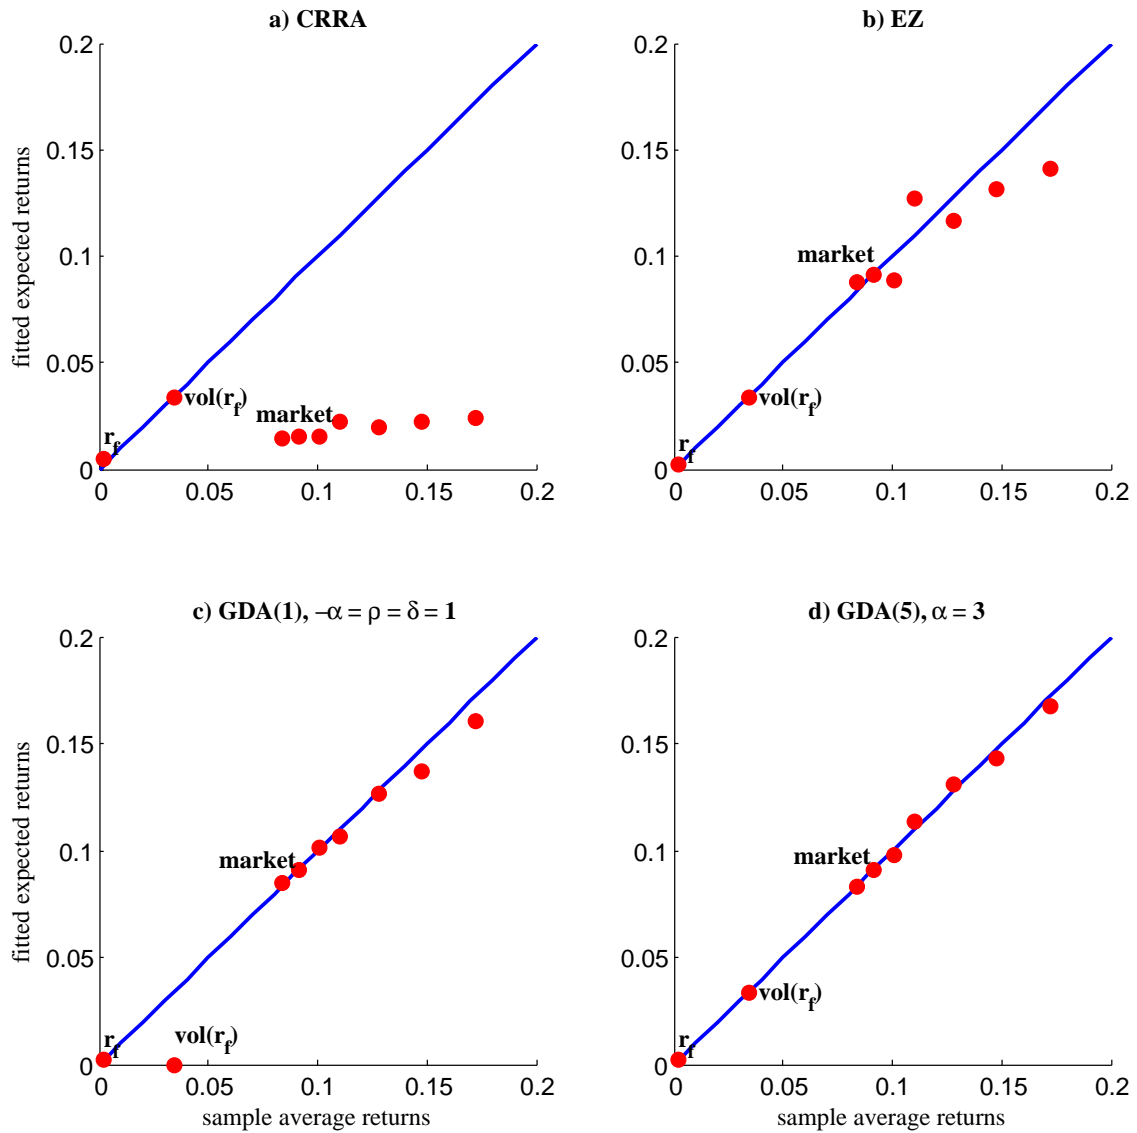 a) CRRA
b) EZ
0.2
0.2
0.15
0.15
fitted expected returns
0.1
market
0.1
0.05
vol(rf)
market
0.05
vol(rf)
rf
rf
0
0
0 0.05 0.1 0.15 0.2
0 0.05 0.1 0.15 0.2
c) GDA(1), −α = ρ = δ = 1
d) GDA(5), α = 3
0.2
0.2
0.15
0.15
fitted expected returns
0.1
market
0.1
market
0.05
0.05
vol(rf)
rf
vol(rf)
rf
0
0
0 0.05 0.1 0.15 0.2
0 0.05 0.1 0.15 0.2
sample average returns
sample average returns